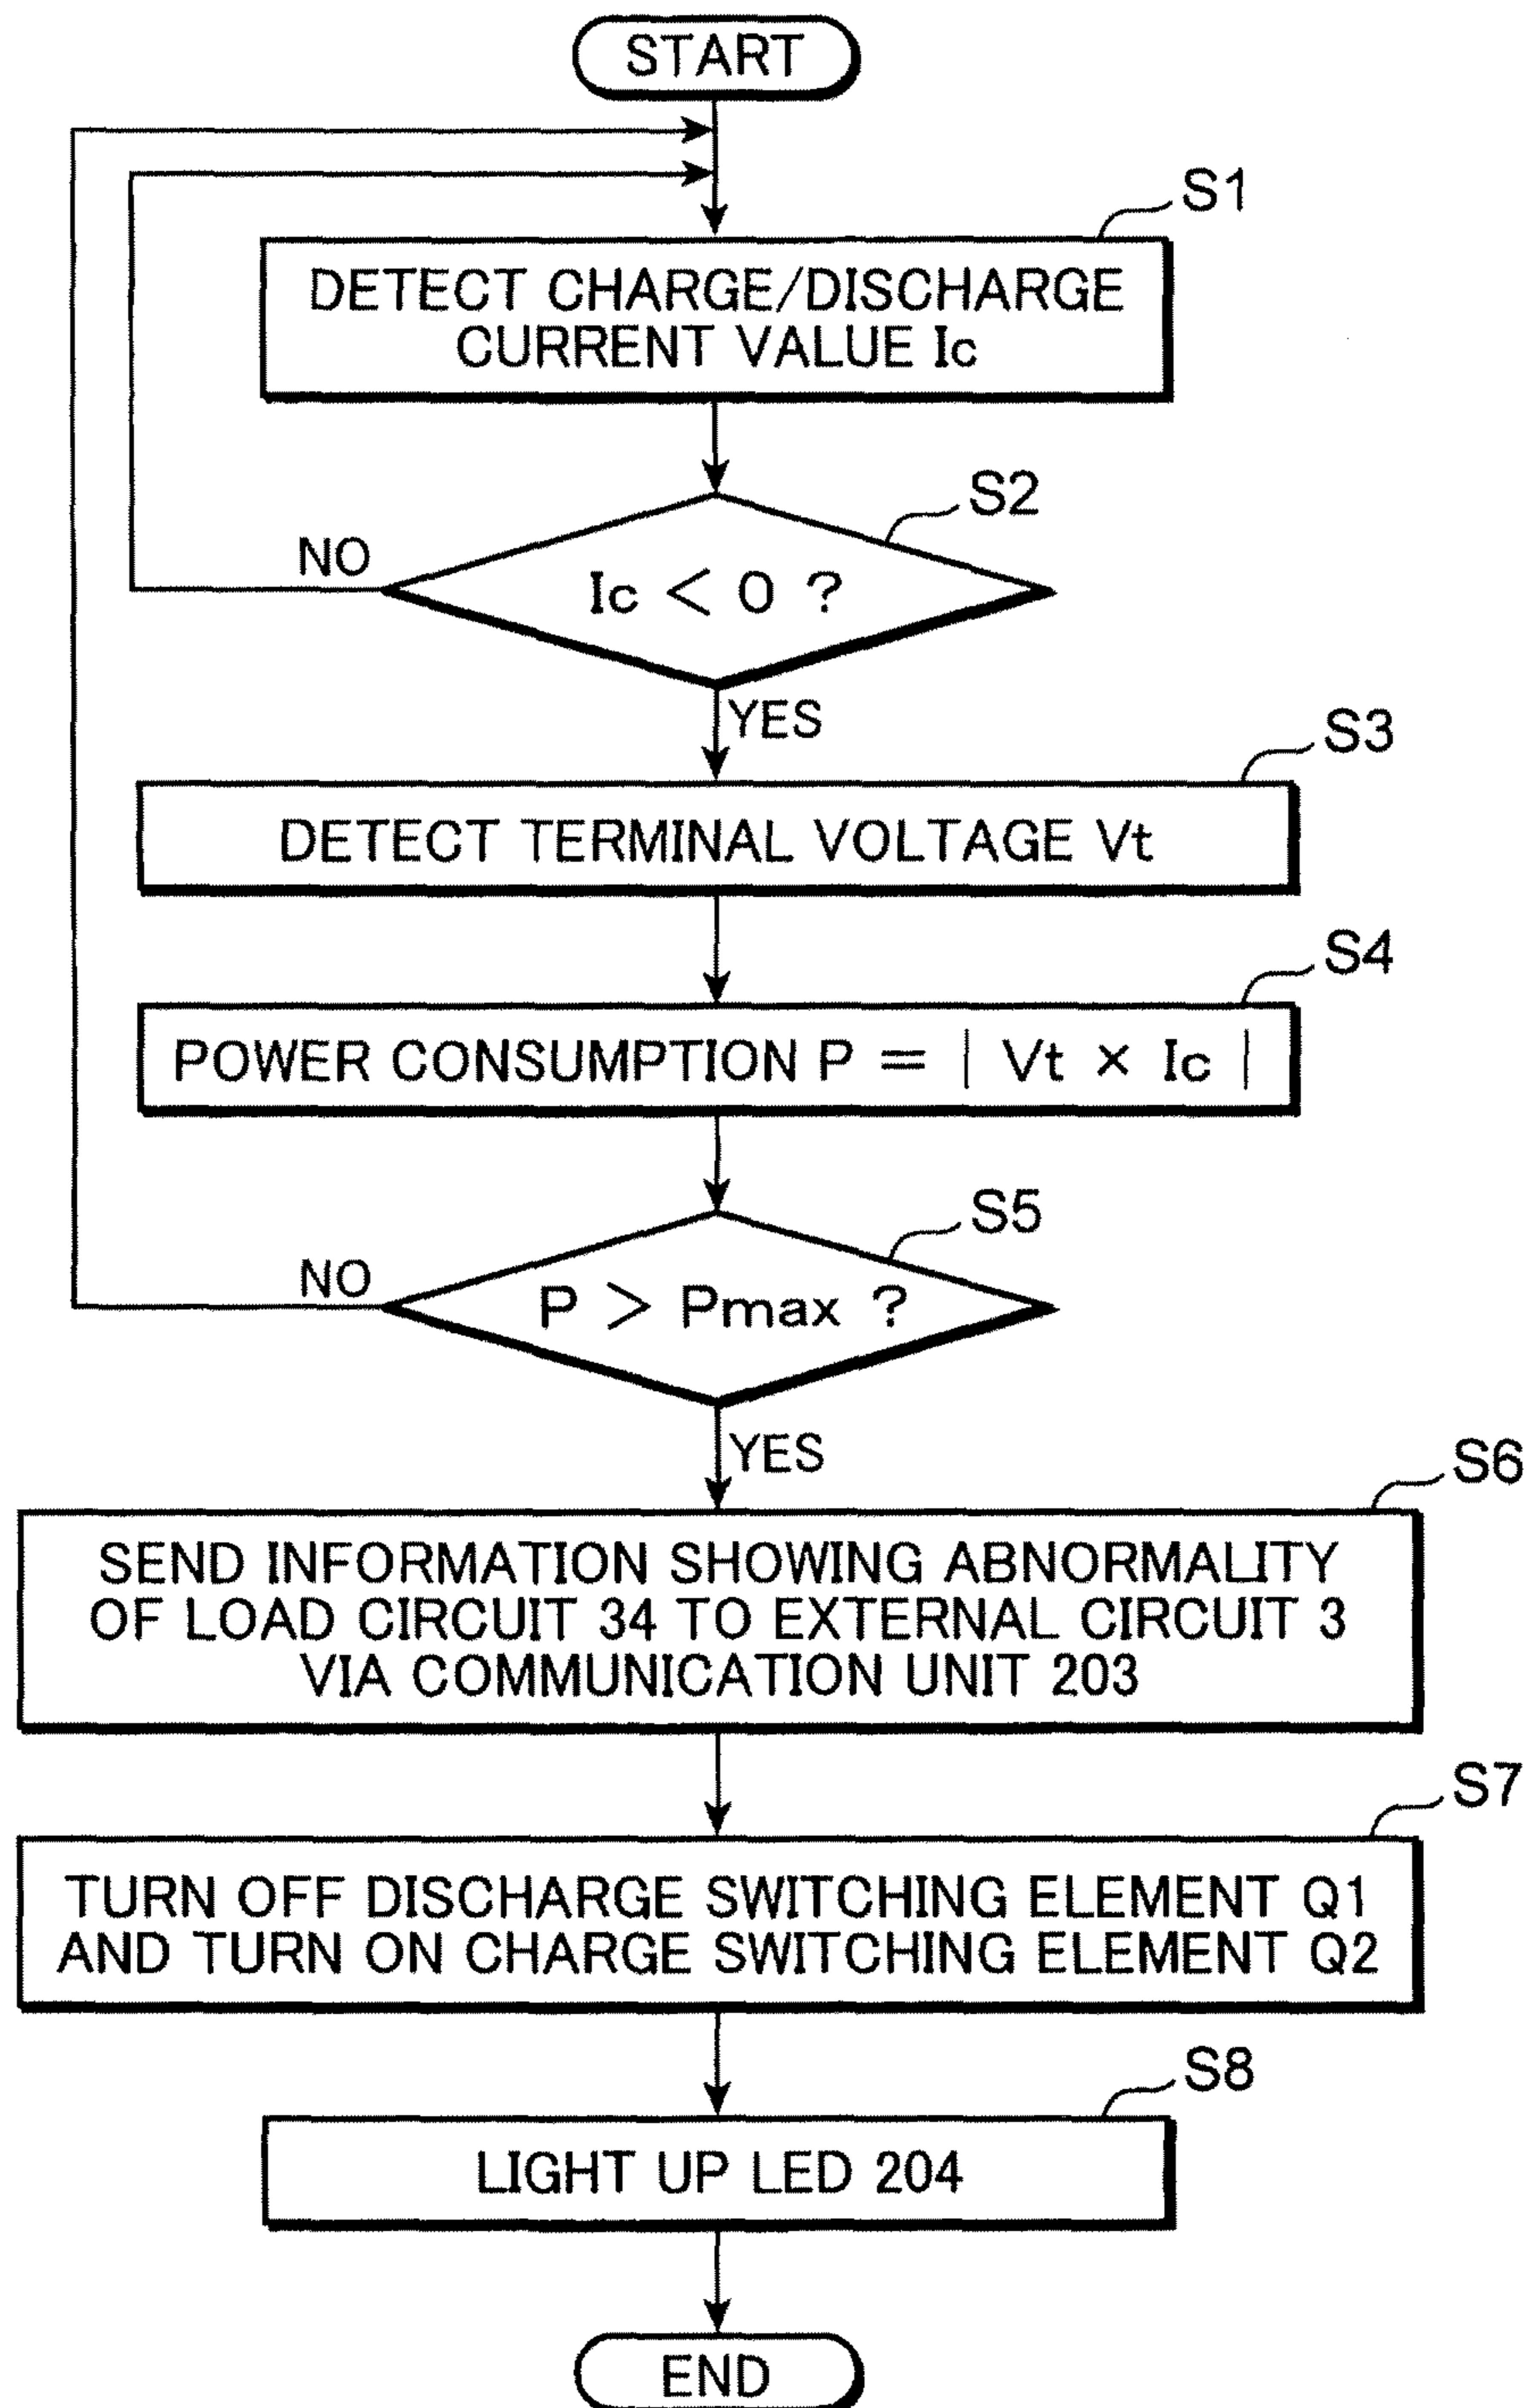 START
S1
DETECT CHARGE/DISCHARGE
CURRENT VALUE Ic
S2
NO
Ic < 0 ?
YES
S3
DETECT TERMINAL VOLTAGE Vt
S4
POWER CONSUMPTION P = | Vt × Ic |
S5
NO
P > Pmax ?
YES
S6
SEND INFORMATION SHOWING ABNORMALITY
OF LOAD CIRCUIT 34 TO EXTERNAL CIRCUIT 3
VIA COMMUNICATION UNIT 203
S7
TURN OFF DISCHARGE SWITCHING ELEMENT Q1
AND TURN ON CHARGE SWITCHING ELEMENT Q2
S8
LIGHT UP LED 204
END